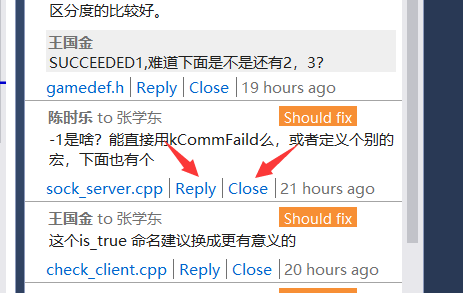 区分度的比较好。
王国金
SUCCEEDED1,难道下面是不是还有2，3?
gamedef.h | Reply | Close | 19 hours ago
陈时乐 to 张学东 Should fix
-1是啥？能直接用kCommFaild么，或者定义个别的
宏，下面也有个
sock_server.cpp | Reply | Close | 21 hours ago
王国金 to 张学东 Should fix
这个is_true 命名建议换成更有意义的
check_client.cpp | Reply | Close | 20 hours ago